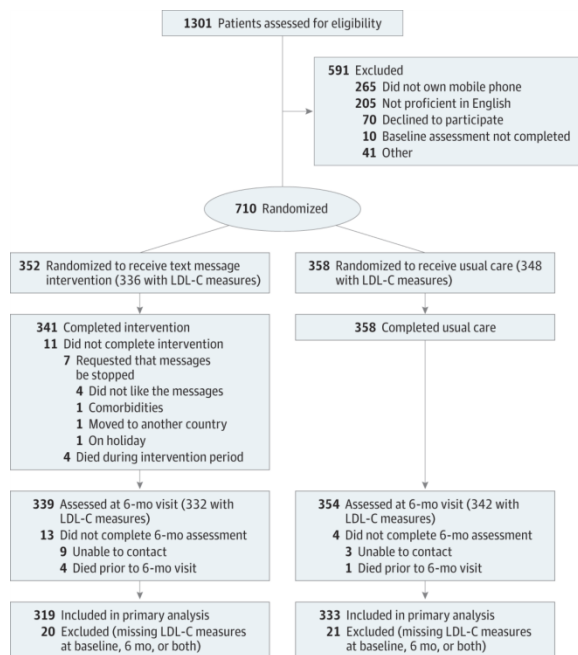 1301 Patients assessed for eligibility
591 Excluded
265 Did not own mobile phone
205 Not proficient in English
70 Declined to participate
10 Baseline assessment not completed
41 Other
710 Randomized
352 Randomized to receive text message
intervention (336 with LDL-C measures)
358 Randomized to receive usual care (348
with LDL-C measures)
341 Completed intervention
11 Did not complete intervention
7 Requested that messages
be stopped
4 Did not like the messages
1 Comorbidities
1 Moved to another country
1 On holiday
4 Died during intervention period
358 Completed usual care
339 Assessed at 6-mo visit (332 with
LDL-C measures)
13 Did not complete 6-mo assessment
9 Unable to contact
4 Died prior to 6-mo visit
354 Assessed at 6-mo visit (342 with
LDL-C measures)
4 Did not complete 6-mo assessment
3 Unable to contact
1 Died prior to 6-mo visit
319 Included in primary analysis
20 Excluded (missing LDL-C measures
at baseline, 6 mo, or both)
333 Included in primary analysis
21 Excluded (missing LDL-C measures
at baseline, 6 mo, or both)